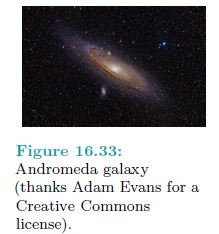 Figure 16.33:
Andromeda galaxy
(thanks Adam Evans for a
Creative Commons
license).